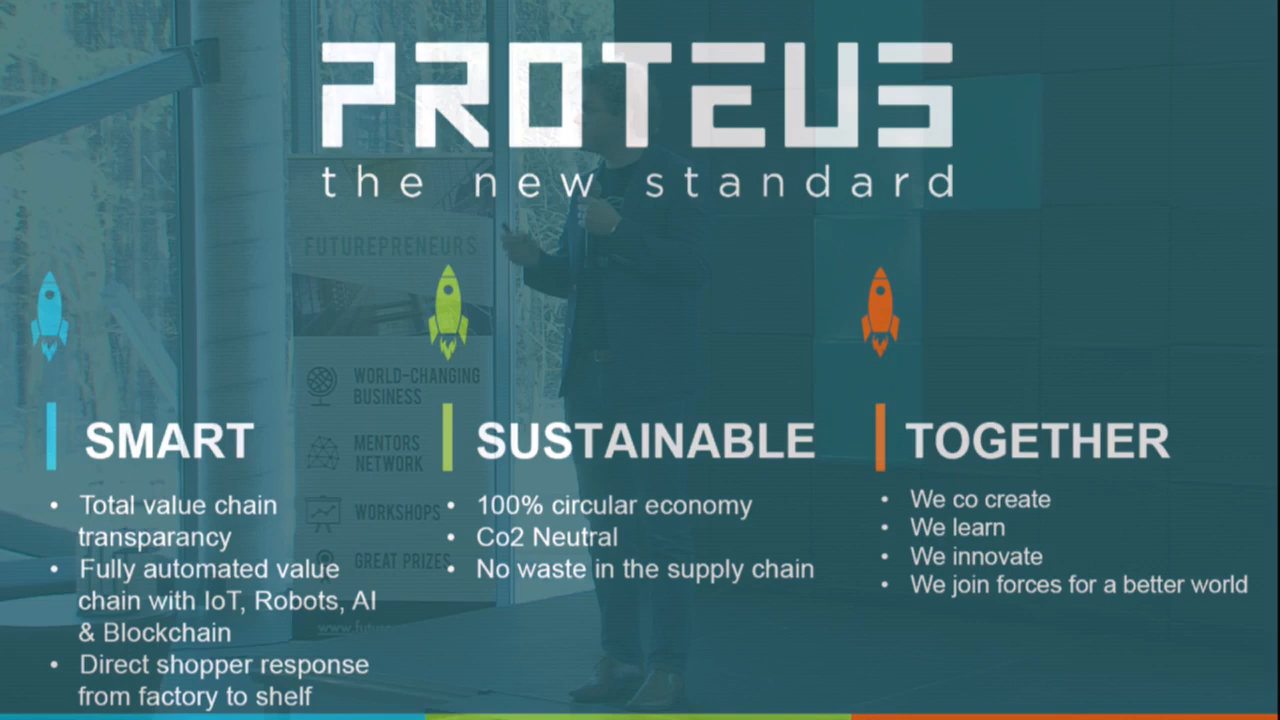 PROTEUS
the new standard
FUTUREPRENEURS
WORLD-CHANGING
BUSINESS
MENTORS
NETWORK
WORKSHOPS
GREAT PRIZES
SMART
• Total value chain
transparancy
• Fully automated value
chain with IoT, Robots, AI
& Blockchain
• Direct shopper response
from factory to shelf
SUSTAINABLE
• 100% circular economy
• Co2 Neutral
• No waste in the supply chain
TOGETHER
• We co create
• We learn
• We innovate
• We join forces for a better world